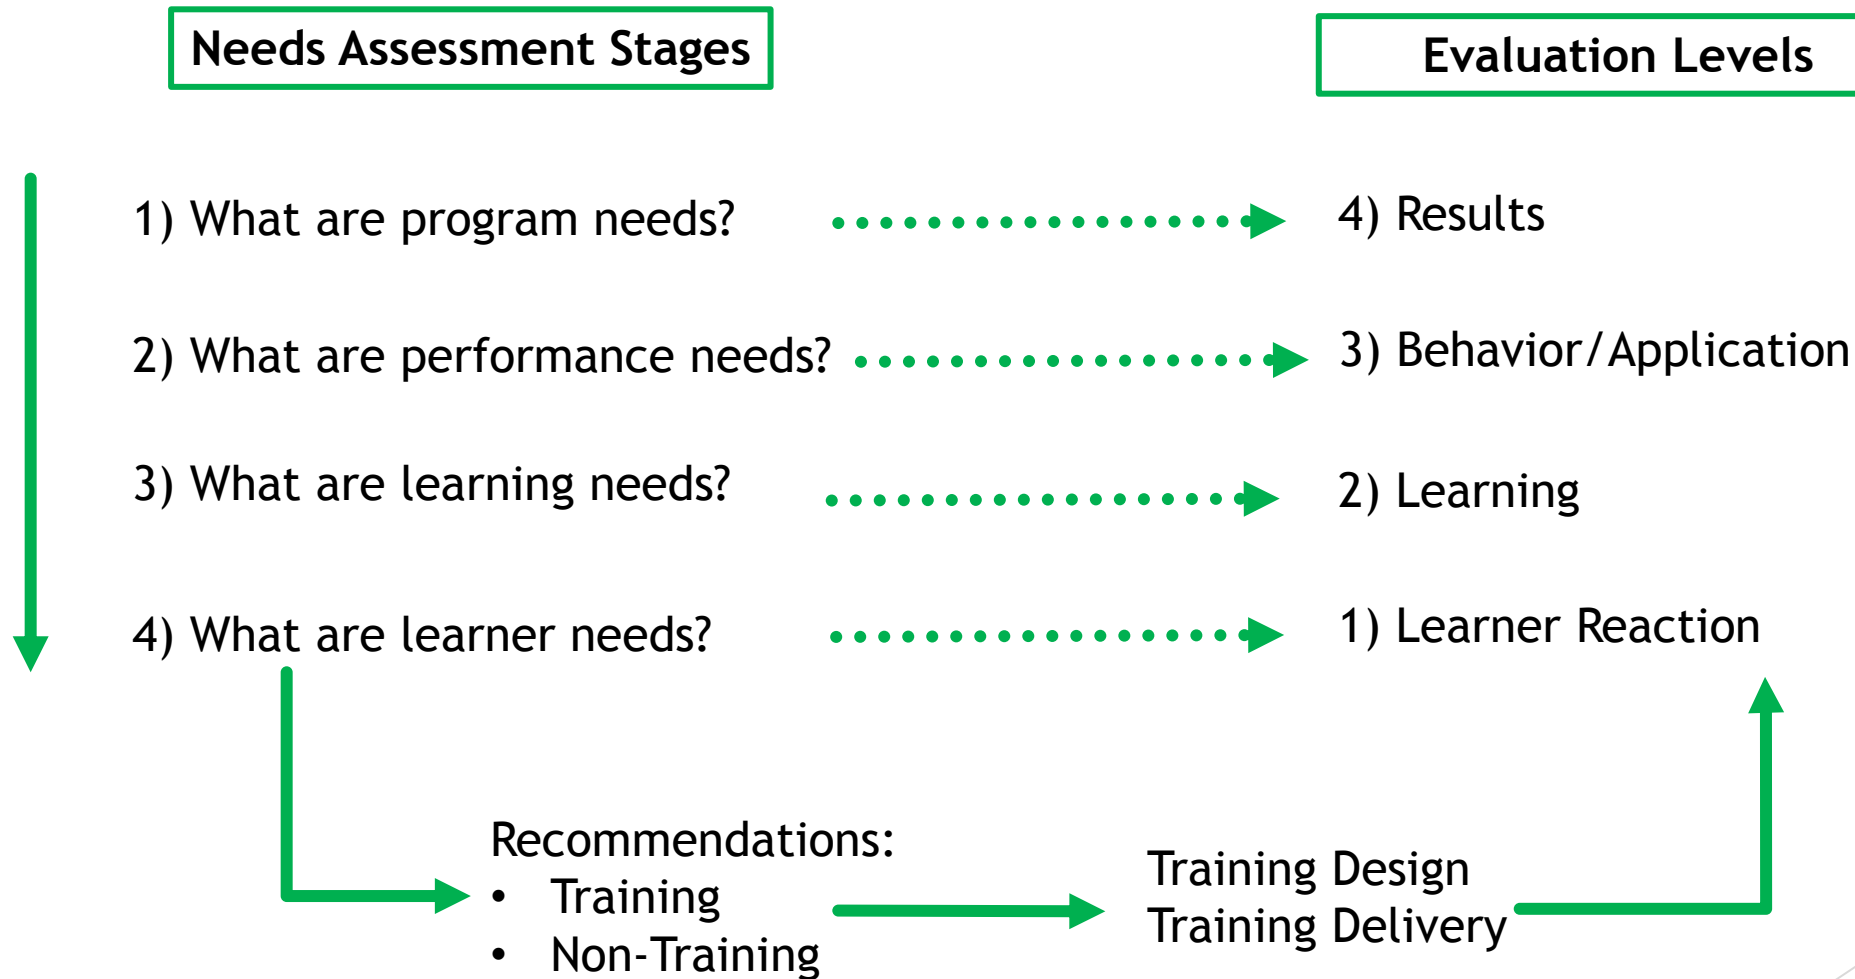 Needs Assessment Stages
Evaluation Levels
1) What are program needs?
4) Results
2) What are performance needs?
3) Behavior/Application
3) What are learning needs?
2) Learning
4) What are learner needs?
1) Learner Reaction
Recommendations:
• Training
• Non-Training
Training Design
Training Delivery